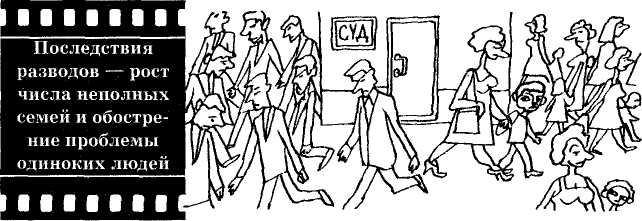 Последствия
разводов — рост
числа неполных
семей и обостре-
ние проблемы
одиноких людей
СУД